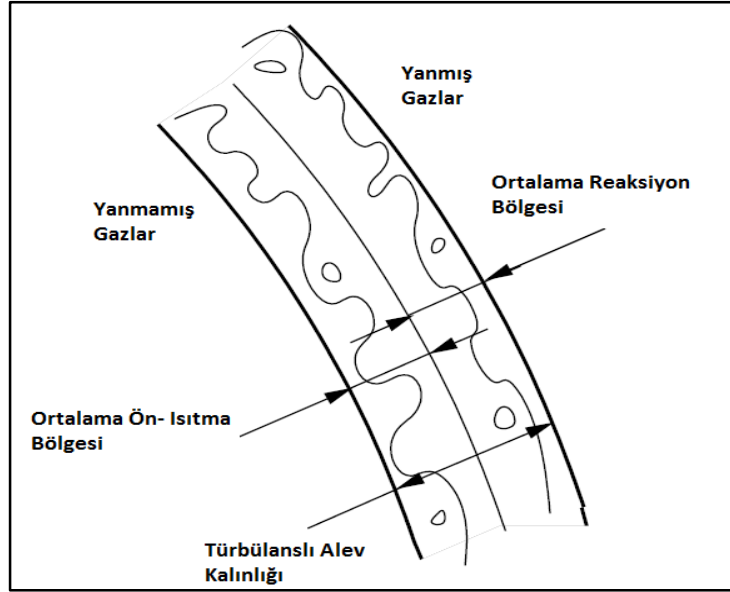 Yanmış
Gazlar
Ortalama Reaksiyon
Bölgesi
Yanmamış
Gazlar
Ortalama Ön- Isıtma
Bölgesi
Türbülanslı Alev
Kalınlığı